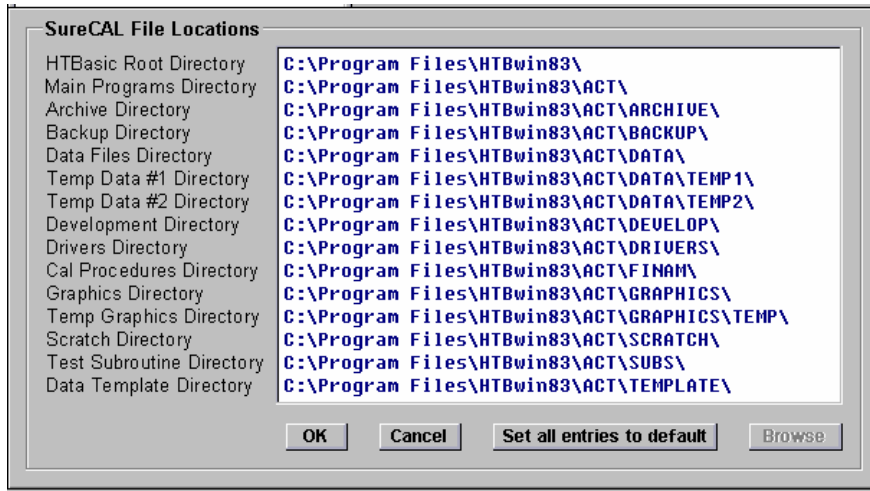 SureCAL File Locations
HTBasic Root Directory C:\Program Files\HTBwin83\
Main Programs Directory C:\Program Files\HTBwin83\ACT\
Archive Directory C:\Program Files\HTBwin83\ACT\ARCHIVE\
Backup Directory C:\Program Files\HTBwin83\ACT\BACKUP\
Data Files Directory C:\Program Files\HTBwin83\ACT\DATA\
Temp Data #1 Directory C:\Program Files\HTBwin83\ACT\DATA\TEMP1\
Temp Data #2 Directory C:\Program Files\HTBwin83\ACT\DATA\TEMP2\
Development Directory C:\Program Files\HTBwin83\ACT\DEVELOP\
Drivers Directory C:\Program Files\HTBwin83\ACT\DRIVERS\
Cal Procedures Directory C:\Program Files\HTBwin83\ACT\FINAM\
Graphics Directory C:\Program Files\HTBwin83\ACT\GRAPHICS\
Temp Graphics Directory C:\Program Files\HTBwin83\ACT\GRAPHICS\TEMP\
Scratch Directory C:\Program Files\HTBwin83\ACT\SCRATCH\
Test Subroutine Directory C:\Program Files\HTBwin83\ACT\SUBS\
Data Template Directory C:\Program Files\HTBwin83\ACT\TEMPLATE\
OK Cancel Set all entries to default Browse